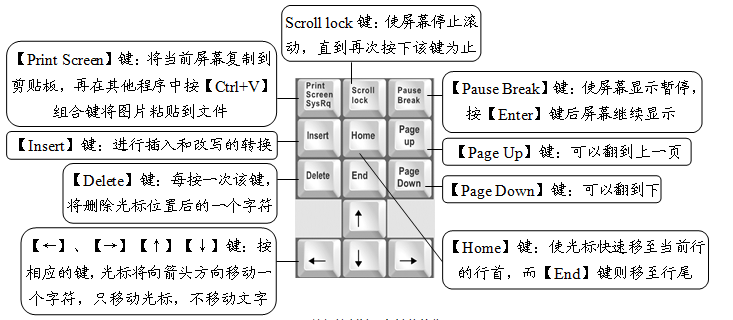 Scroll lock 键：使屏幕停止滚
动，直到再次按下该键为止
【Print Screen】键：将当前屏幕复制到
剪贴板，再在其他程序中按【Ctrl+V】
组合键将图片粘贴到文件
【Pause Break】键：使屏幕显示暂停，
按【Enter】键后屏幕继续显示
【Insert】键：进行插入和改写的转换
【Page Up】键：可以翻到上一页
【Delete】键：每按一次该键，
将删除光标位置后的一个字符
【Page Down】键：可以翻到下
【←】、【→】【↑】【↓】键：按
相应的键，光标将向箭头方向移动一
个字符，只移动光标，不移动文字
【Home】键：使光标快速移至当前行
的行首，而【End】键则移至行尾
Print
Screen
SysRq
Scroll
lock
Pause
Break
Insert
Home
Page
up
Delete
End
Page
Down
↑
←
↓
→